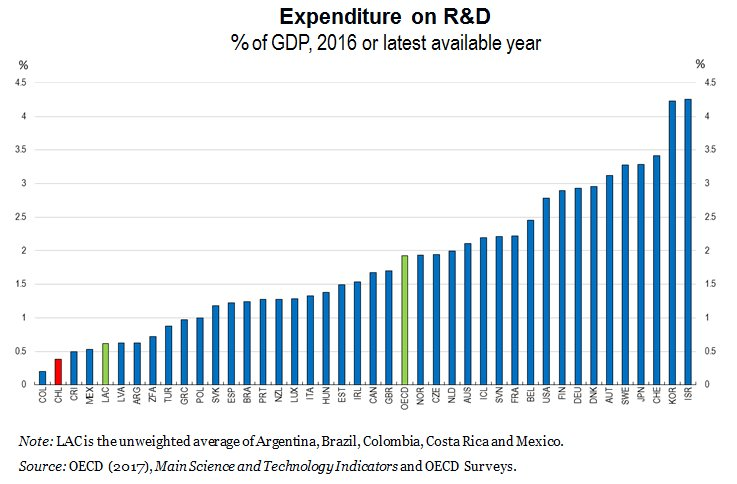 Expenditure on R&D
% of GDP, 2016 or latest available year
% %
4.5 4.5
4 4
3.5 3.5
3 3
2.5 2.5
2 2
1.5 1.5
1 1
0.5 0.5
0 0
COL CHL CRI MEX LAC LVA ARG ZFA TUR GRC POL SVK ESP BRA PRT NZL LUX ITA HUN EST IRL CAN GBR OECD NOR CZE NLD AUS ICL SVN FRA BEL USA FIN DEU DNK AUT SWE JPN CHE KOR ISR
Note: LAC is the unweighted average of Argentina, Brazil, Colombia, Costa Rica and Mexico.
Source: OECD (2017), Main Science and Technology Indicators and OECD Surveys.